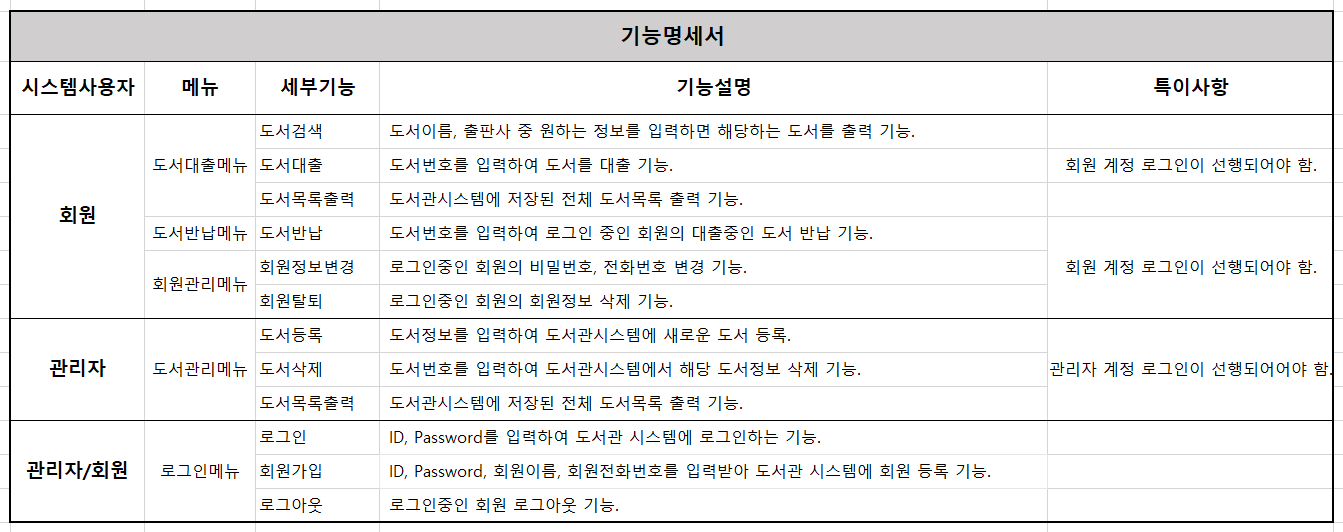 기능명세서
시스템사용자 메뉴 세부기능 기능설명 특이사항
회원
도서대출메뉴
도서검색 도서이름, 출판사 중 원하는 정보를 입력하면 해당하는 도서를 출력 기능.
도서대출 도서번호를 입력하여 도서를 대출 기능. 회원 계정 로그인이 선행되어야 함.
도서목록출력 도서관시스템에 저장된 전체 도서목록 출력 기능.
도서반납메뉴 도서반납 도서번호를 입력하여 로그인 중인 회원의 대출중인 도서 반납 기능.
회원관리메뉴
회원정보변경 로그인중인 회원의 비밀번호, 전화번호 변경 기능. 회원 계정 로그인이 선행되어야 함.
회원탈퇴 로그인중인 회원의 회원정보 삭제 기능.
관리자
도서관리메뉴
도서등록 도서정보를 입력하여 도서관시스템에 새로운 도서 등록.
도서삭제 도서번호를 입력하여 도서관시스템에서 해당 도서정보 삭제 기능. 관리자 계정 로그인이 선행되어어야 함.
도서목록출력 도서관시스템에 저장된 전체 도서목록 출력 기능.
관리자/회원
로그인메뉴
로그인 ID, Password를 입력하여 도서관 시스템에 로그인하는 기능.
회원가입 ID, Password, 회원이름, 회원전화번호를 입력받아 도서관 시스템에 회원 등록 기능.
로그아웃 로그인중인 회원 로그아웃 기능.